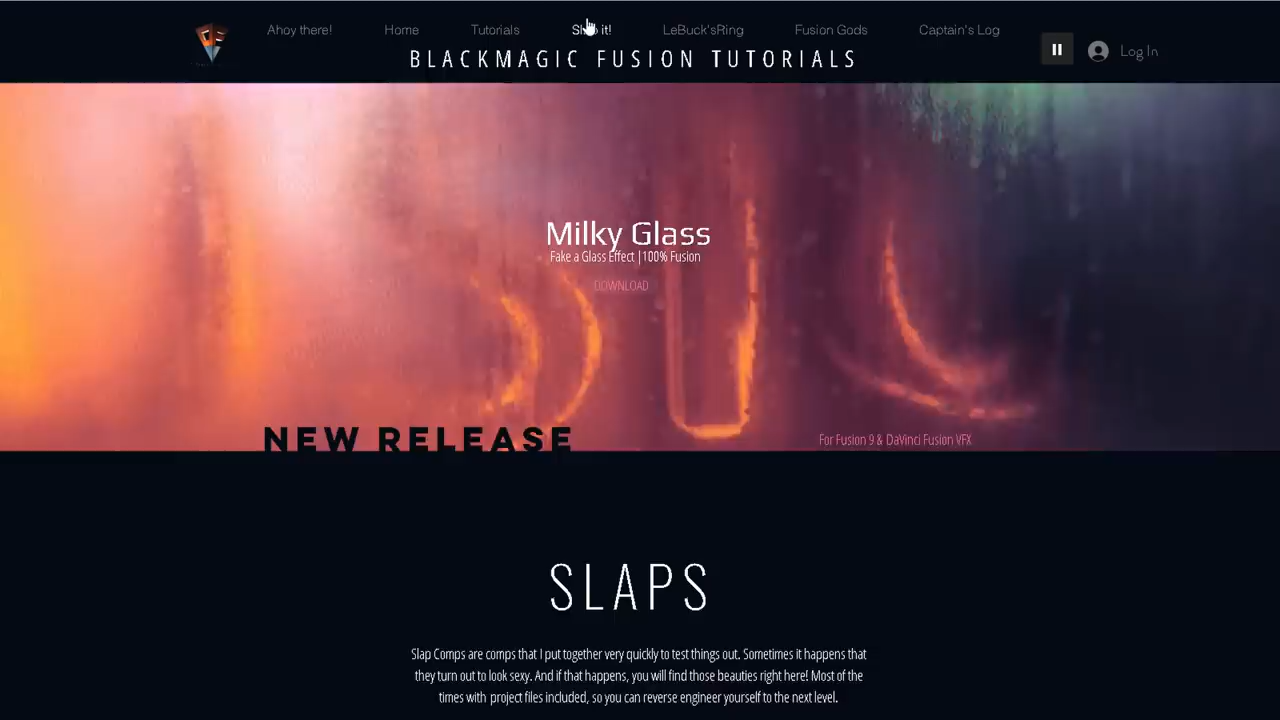 Ahoy there! Home Tutorials Shop it! LeBuck'sRing Fusion Gods Captain's Log
BLACKMAGIC FUSION TUTORIALS
Log In
Milky Glass
Fake a Glass Effect |100% Fusion
DOWNLOAD
NEW RELEASE
For Fusion 9 & DaVinci Fusion VFX
SLAPS
Slap Comps are comps that I put together very quickly to test things out. Sometimes it happens that
they turn out to look sexy. And if that happens, you will find those beauties right here! Most of the
times with project files included, so you can reverse engineer yourself to the next level.